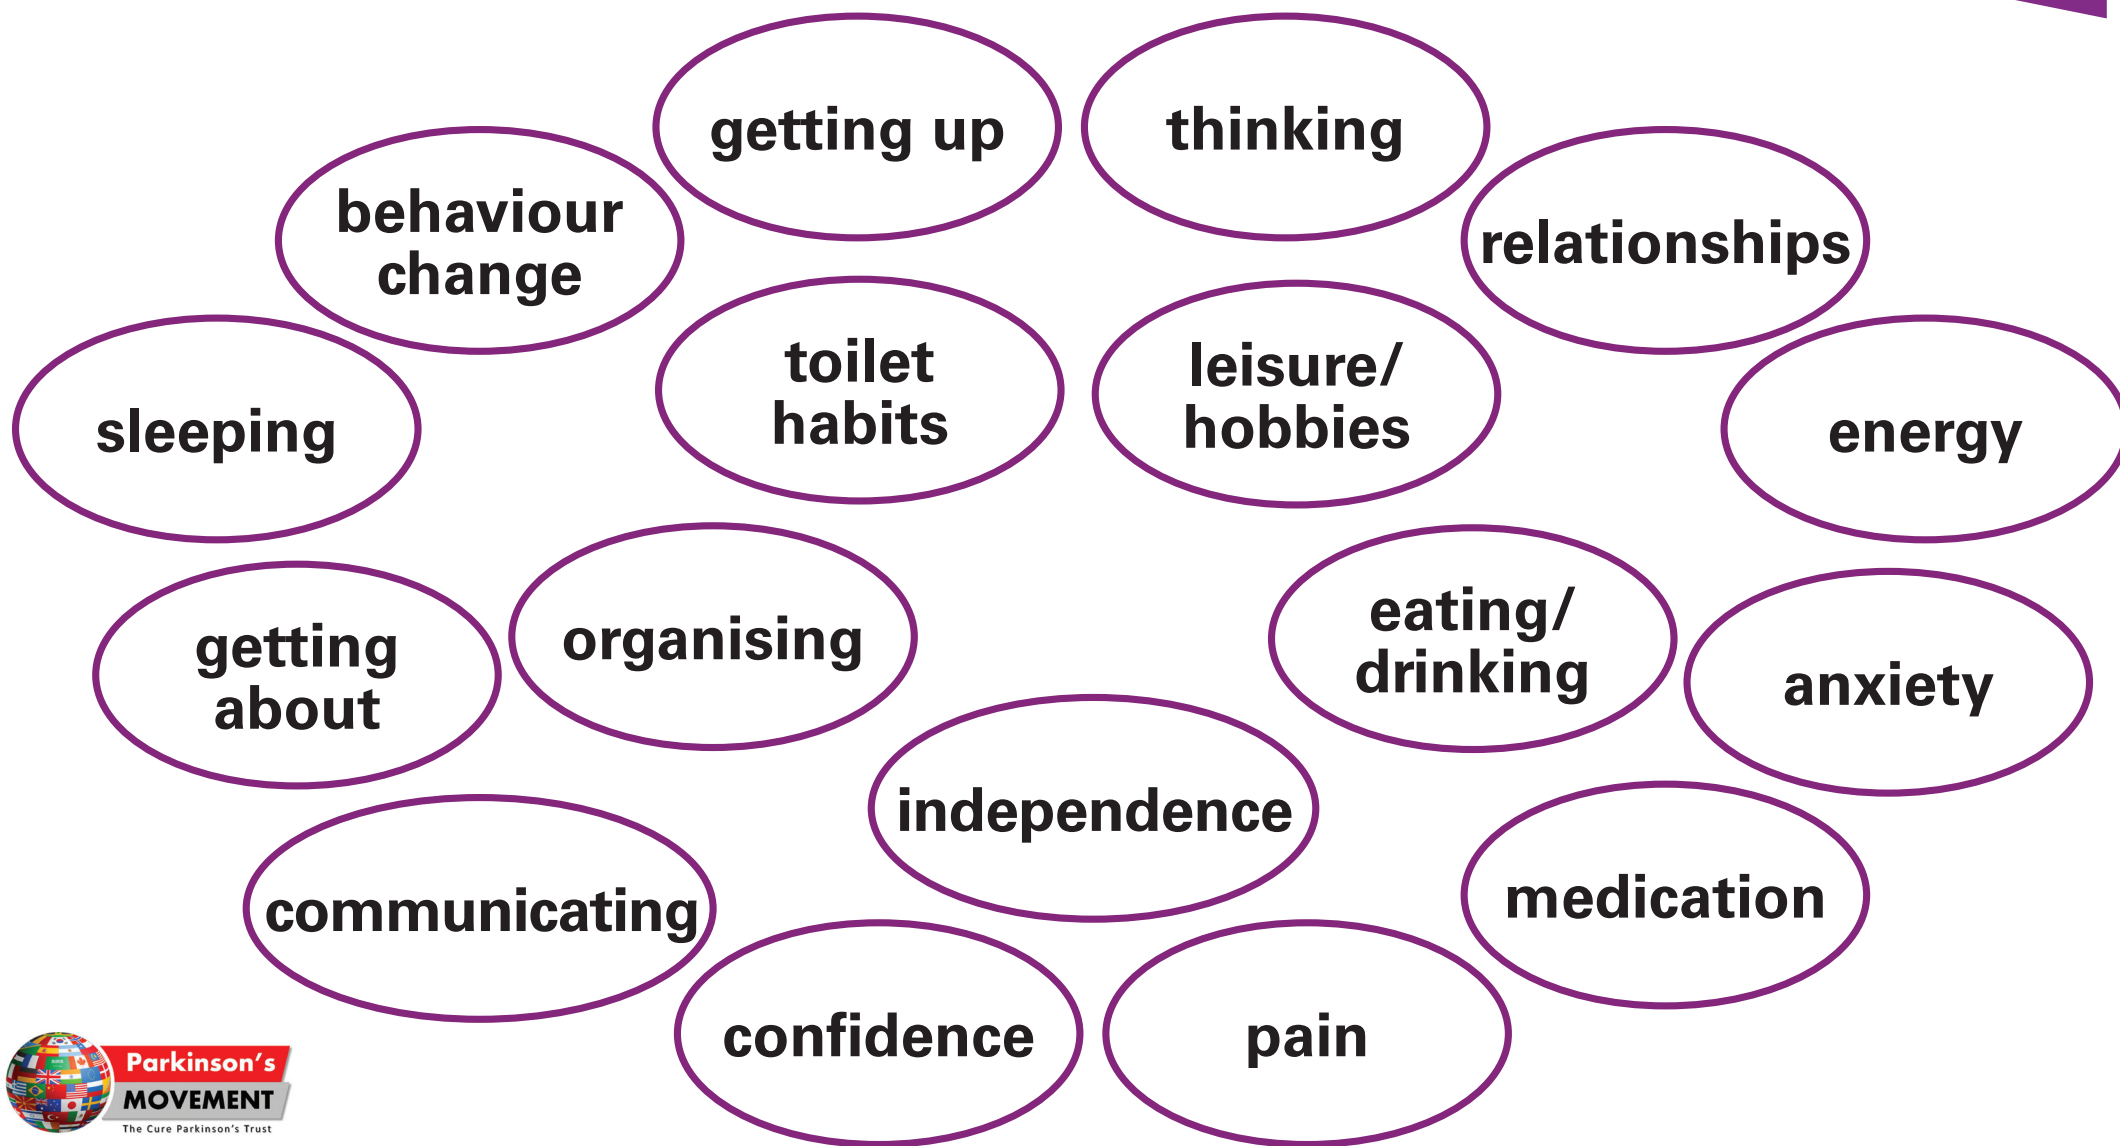 getting up
thinking
behaviour
change
relationships
toilet
habits
leisure/
hobbies
sleeping
energy
getting
about
organising
eating/
drinking
anxiety
independence
communicating
medication
confidence
pain
Parkinson's
MOVEMENT
The Cure Parkinson's Trust